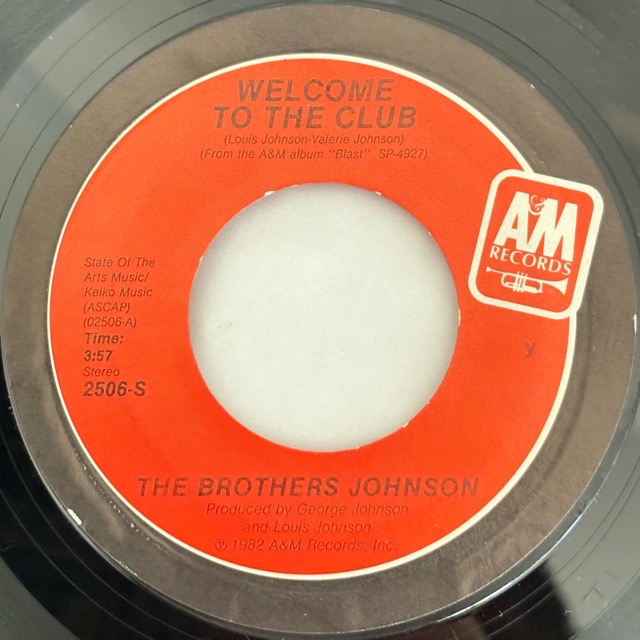 WELCOME
TO THE CLUB
(Louis Johnson-Valerie Johnson)
(From the A&M album "Blast" SP-4927)
A&M
RECORDS
State Of The
Arts Music/
Keiko Music
(ASCAP)
(02506-A)
Time:
3:57
Stereo
2506-S
y
THE BROTHERS JOHNSON
Produced by George Johnson
and Louis Johnson
℗ 1982 A&M Records, Inc.